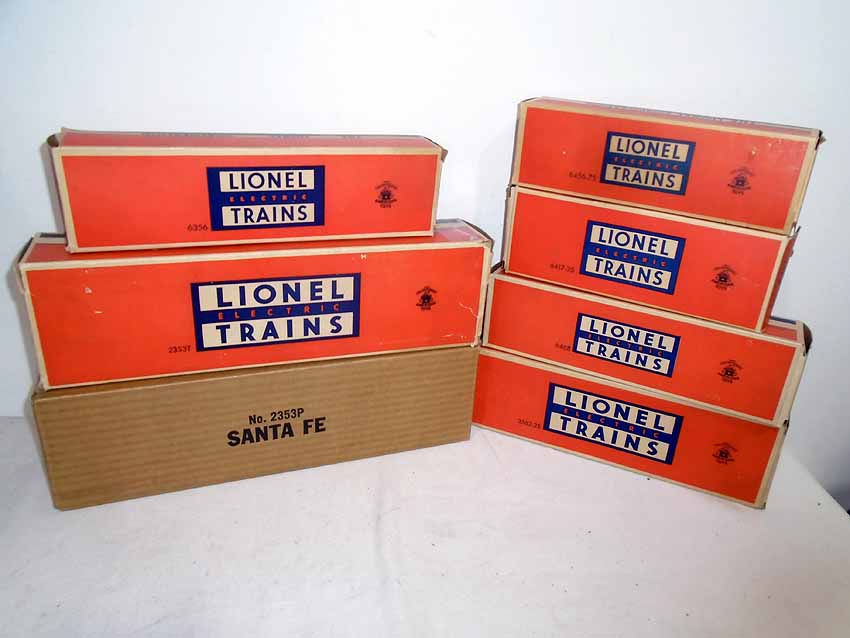 LIONEL
ELECTRIC
TRAINS
6356
LIONEL
ELECTRIC
TRAINS
2353T
No. 2353P
SANTA FE
LIONEL
ELECTRIC
TRAINS
6456-75
LIONEL
ELECTRIC
TRAINS
6417-25
LIONEL
ELECTRIC
TRAINS
6468
LIONEL
ELECTRIC
TRAINS
3562-25